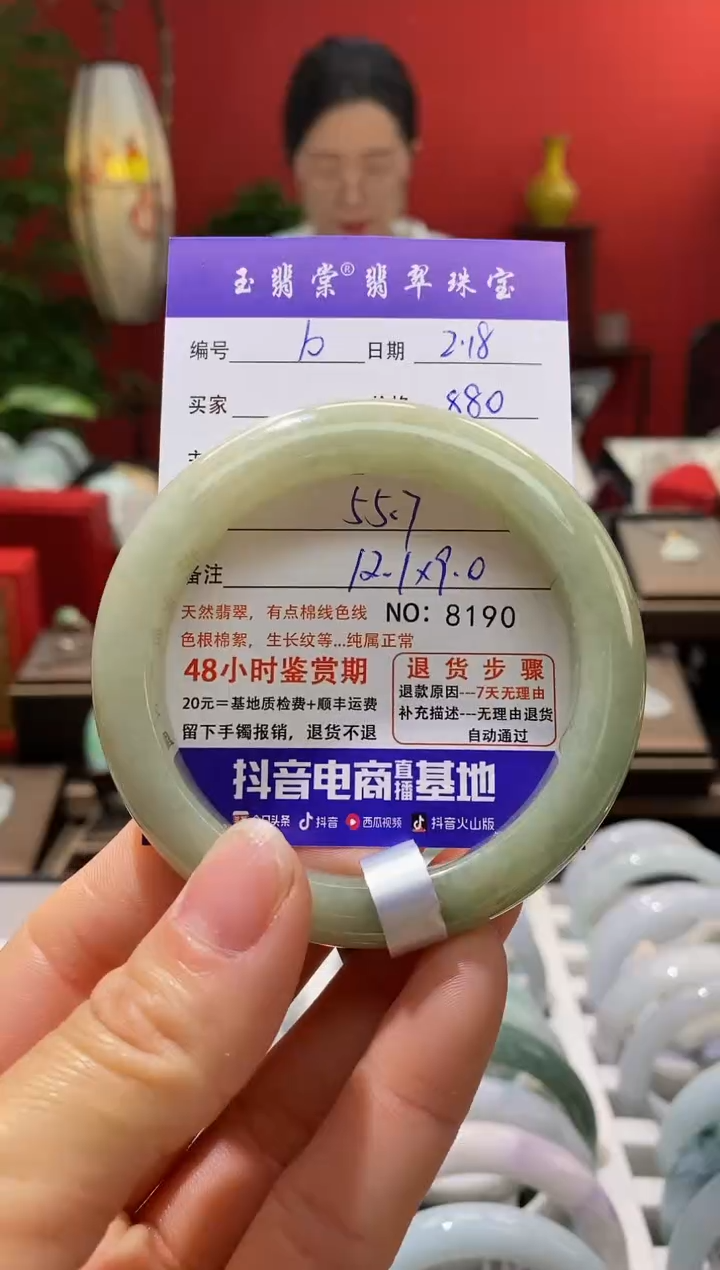 玉翡棠®翡翠珠宝
编号 b 日期 2.18
买家 880
55.7
备注 12.1x9.0
天然翡翠，有点棉线色线 NO: 8190
色根棉絮，生长纹等...纯属正常
48小时鉴赏期
20元=基地质检费+顺丰运费
留下手镯报销，退货不退
退货步骤
退款原因---7天无理由
补充描述---无理由退货
自动通过
抖音电商直播基地
今日头条 抖音 西瓜视频 抖音火山版